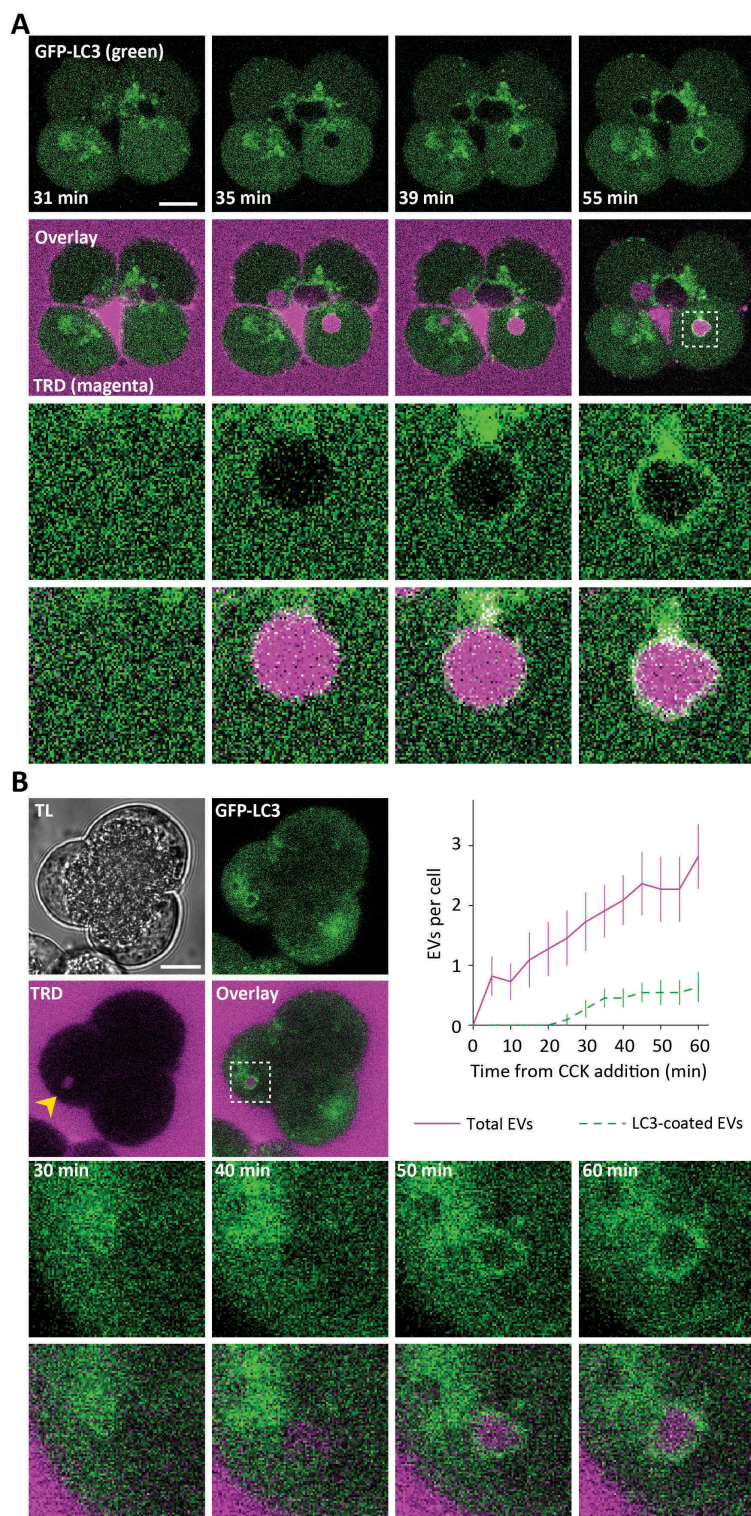 A
GFP-LC3 (green)
31 min
35 min
39 min
55 min
Overlay
TRD (magenta)
B
TL
GFP-LC3
TRD
Overlay
EVs per cell
3
2
1
0
0 10 20 30 40 50 60
Time from CCK addition (min)
Total EVs
LC3-coated EVs
30 min
40 min
50 min
60 min